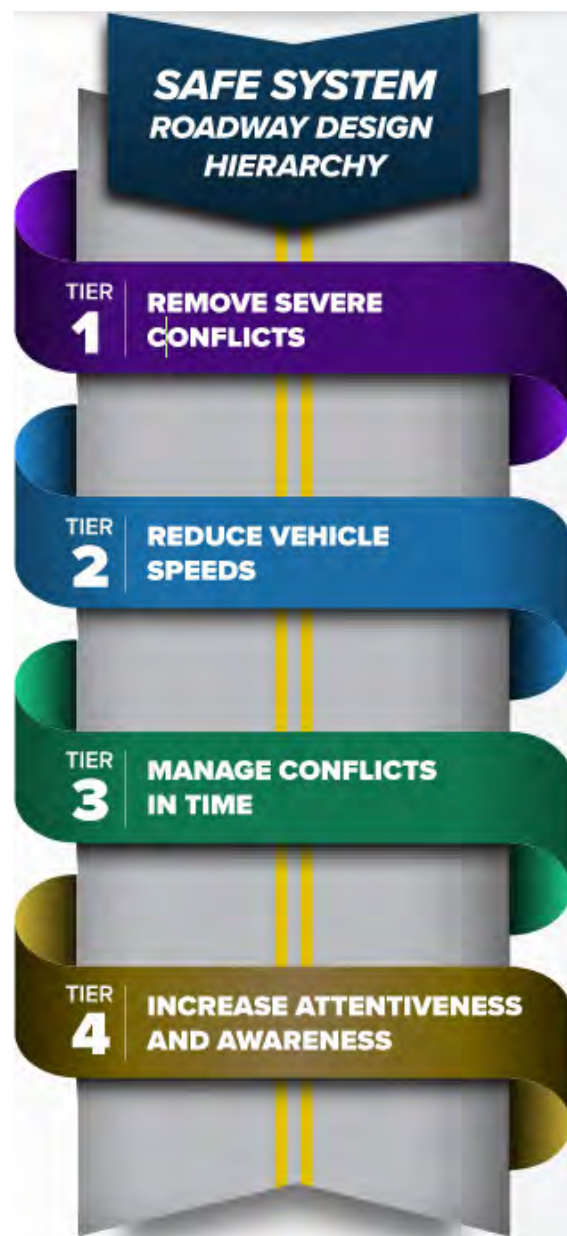 SAFE SYSTEM
ROADWAY DESIGN
HIERARCHY
TIER
1
REMOVE SEVERE
CONFLICTS
TIER
2
REDUCE VEHICLE
SPEEDS
TIER
3
MANAGE CONFLICTS
IN TIME
TIER
4
INCREASE ATTENTIVENESS
AND AWARENESS